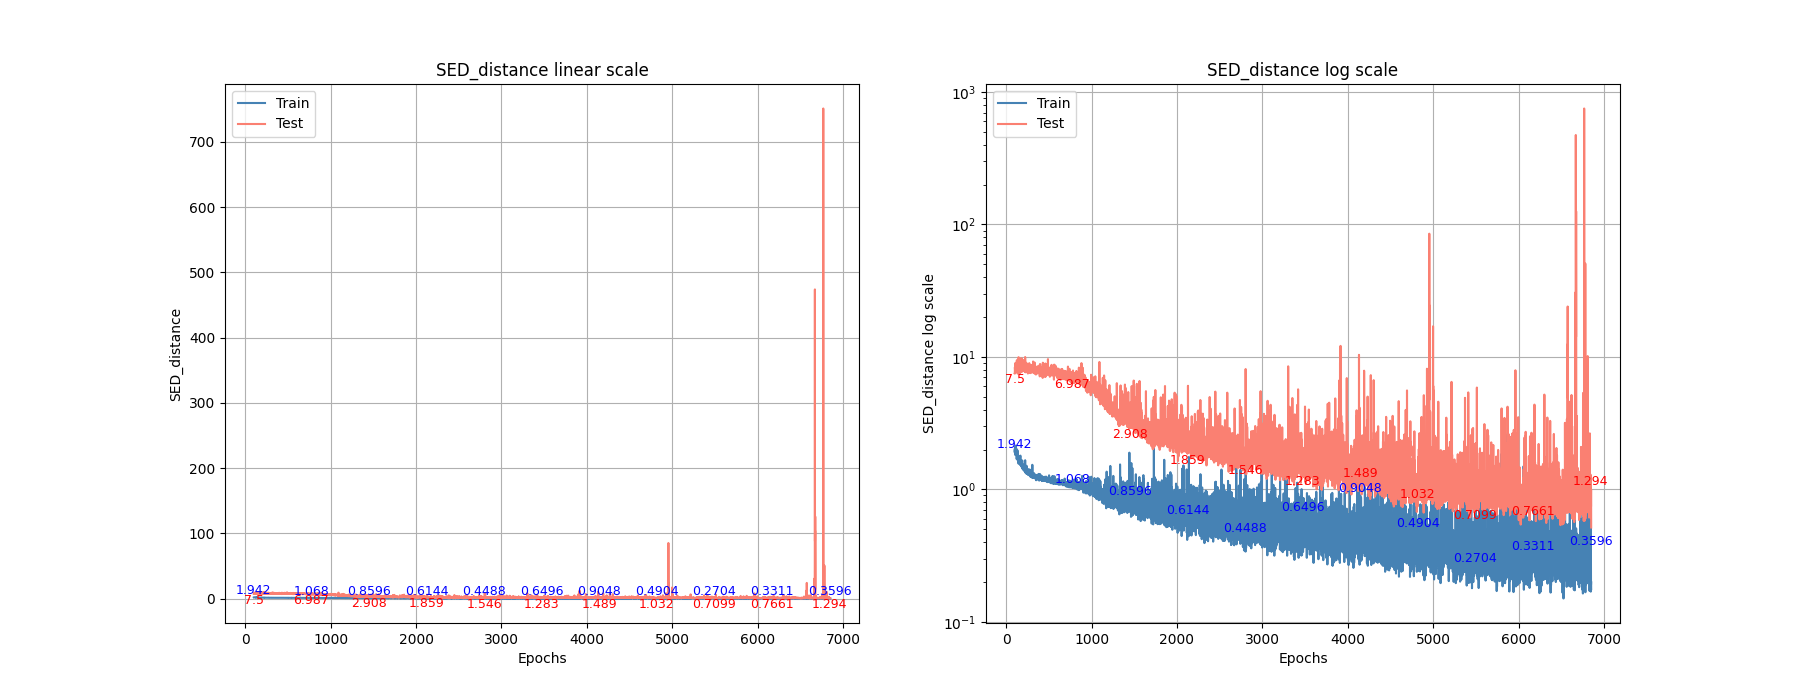 SED_distance linear scale
Train
Test
SED_distance
700
600
500
400
300
200
100
0
1.942 1.068 0.8596 0.6144 0.4488 0.6496 0.9048 0.4904 0.2704 0.3311 0.3596
7.5 6.987 2.908 1.859 1.546 1.283 1.489 1.032 0.7099 0.7661 1.294
0 1000 2000 3000 4000 5000 6000 7000
Epochs
SED_distance log scale
Train
Test
SED_distance log scale
10³
10²
10¹
10⁰
10⁻¹
7.5 6.987 2.908 1.859 1.546 1.283 1.489 1.032 0.7099 0.7661 1.294
1.942 1.068 0.8596 0.6144 0.4488 0.6496 0.9048 0.4904 0.2704 0.3311 0.3596
0 1000 2000 3000 4000 5000 6000 7000
Epochs